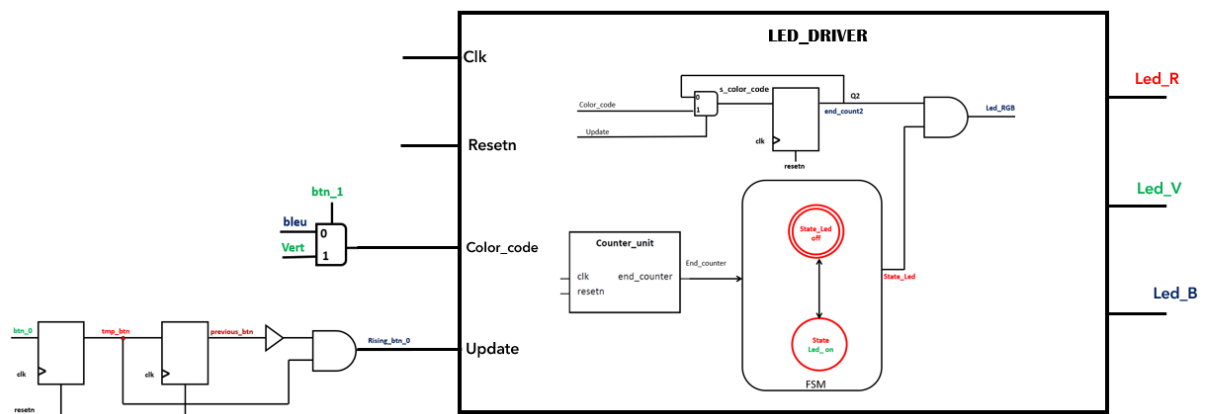 LED_DRIVER
Clk
Led_R
s_color_code
Q2
0
Color_code
1
end_count2
Led_RGB
Update
clk
Resetn
resetn
btn_1
Led_V
bleu
0
State_Led
off
Vert
1
Color_code
Counter_unit
End_counter
clk
end_counter
resetn
State_Led
Led_B
btn_0
tmp_btn
previous_btn
Rising_btn_0
Update
State
Led_ on
clk
clk
FSM
resetn